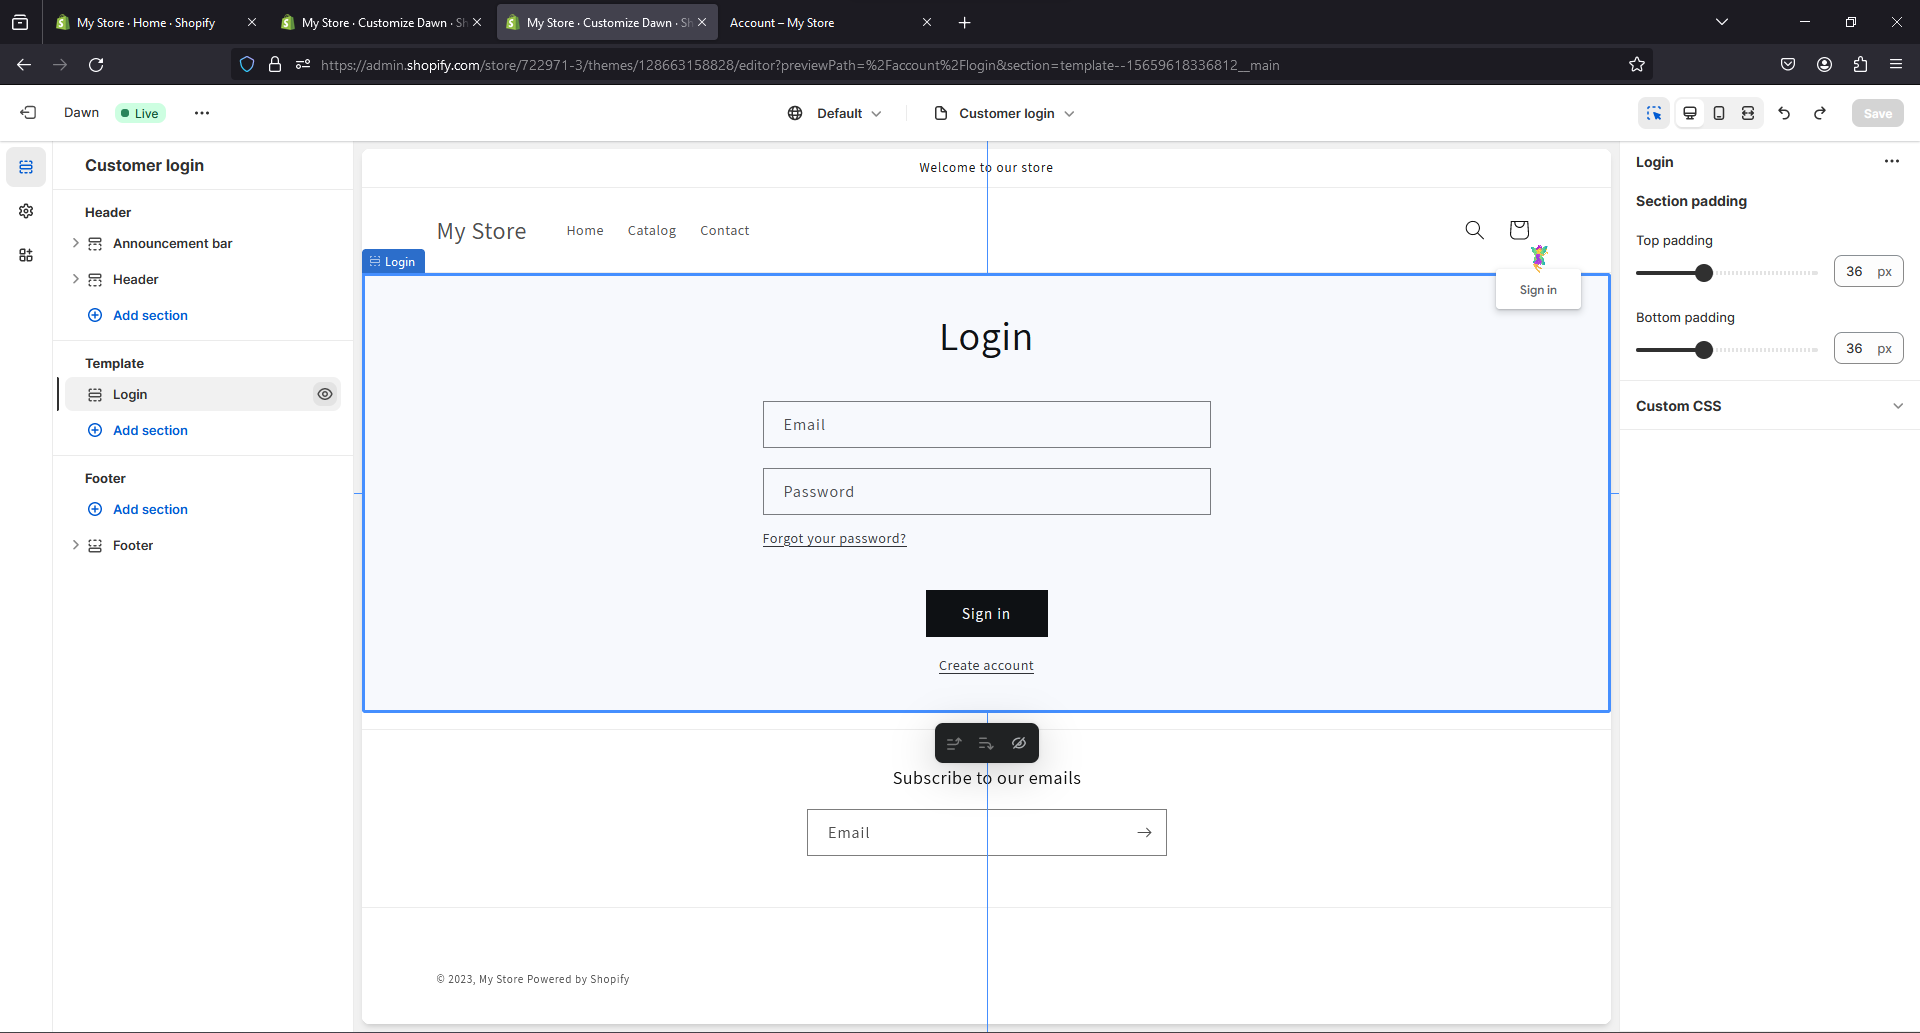 My Store · Home · Shopify
My Store · Customize Dawn · Sh
My Store · Customize Dawn · Sh
Account – My Store
https://admin.shopify.com/store/722971-3/themes/128663158828/editor?previewPath=%2Faccount%2Flogin&section=template--15659618336812__main
Dawn
Live
Default
Customer login
Save
Customer login
Header
Announcement bar
Header
Add section
Template
Login
Add section
Footer
Add section
Footer
Welcome to our store
My Store
Home
Catalog
Contact
Login
Sign in
Login
Email
Password
Forgot your password?
Sign in
Create account
Subscribe to our emails
Email
© 2023, My Store Powered by Shopify
Login
Section padding
Top padding
36 px
Bottom padding
36 px
Custom CSS